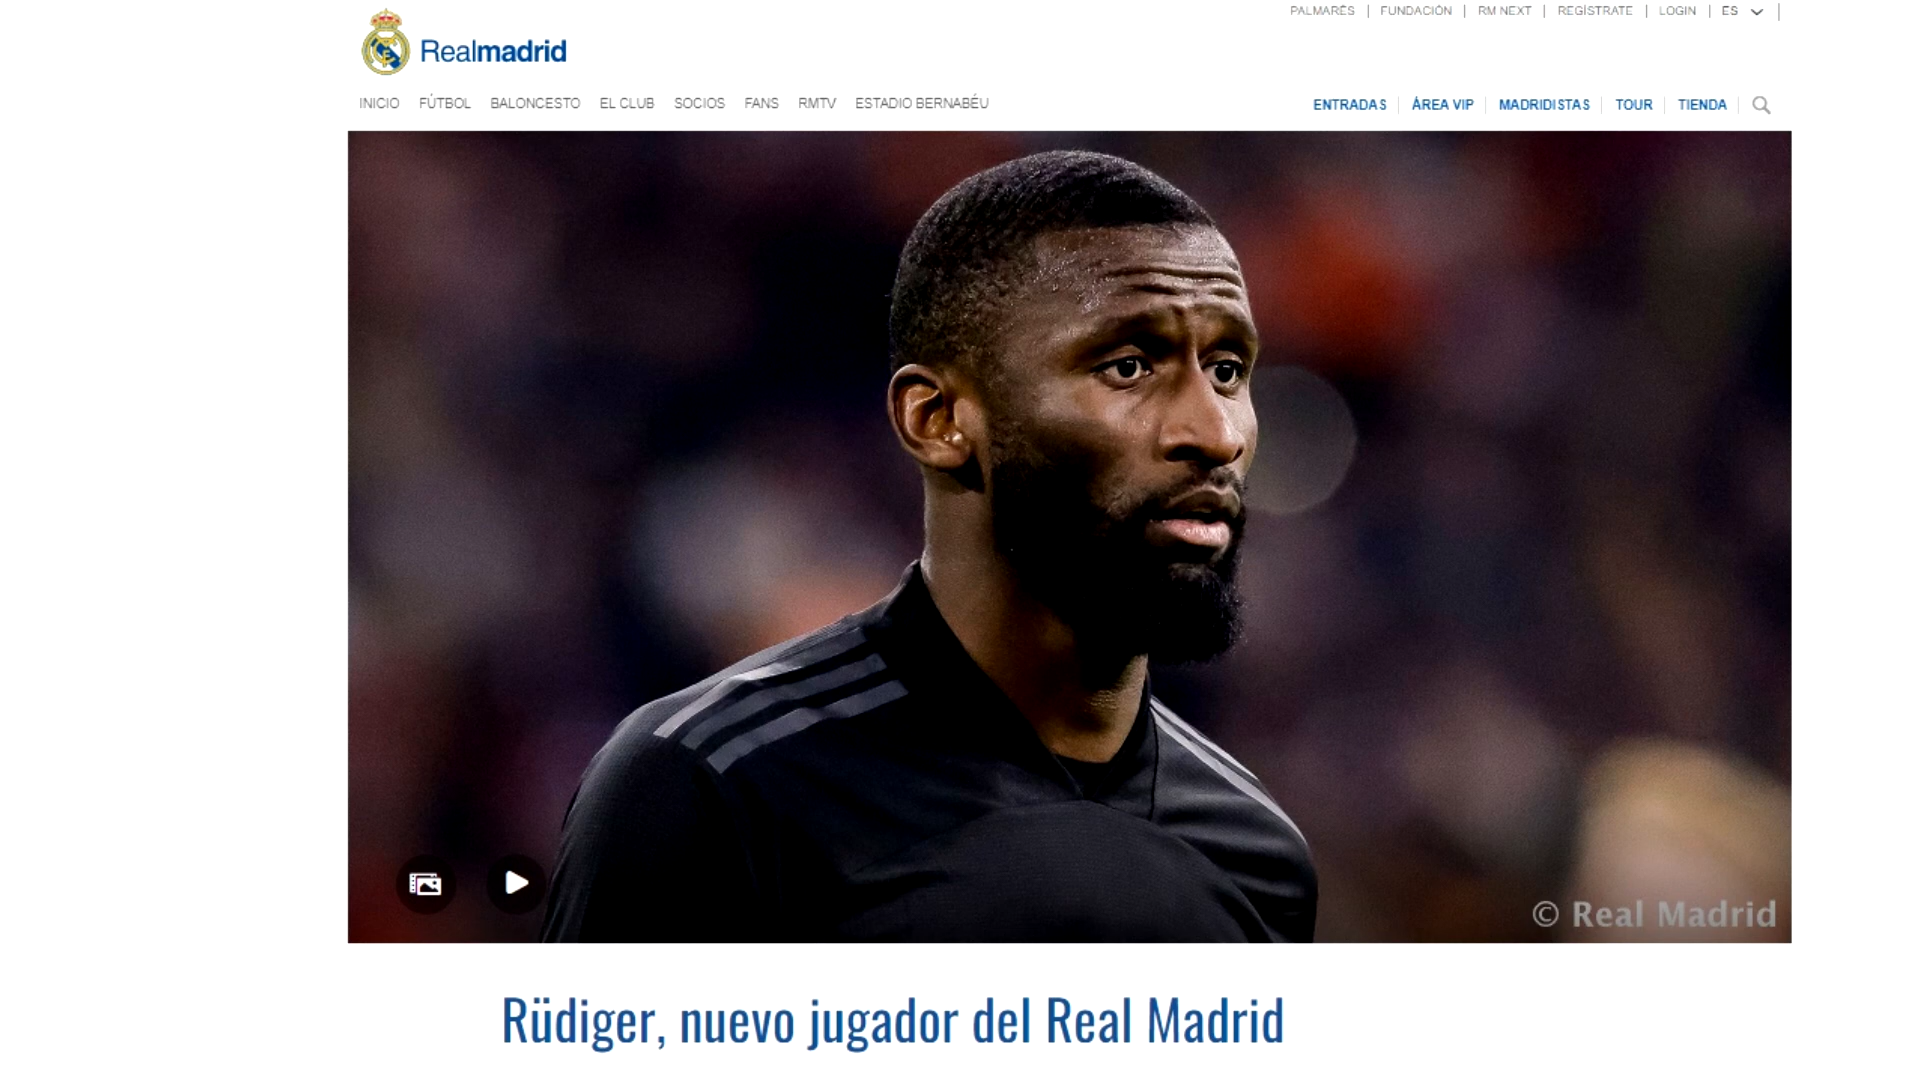 PALMARÉS | FUNDACIÓN | RM NEXT | REGÍSTRATE | LOGIN | ES
Realmadrid
INICIO FÚTBOL BALONCESTO EL CLUB SOCIOS FANS RMTV ESTADIO BERNABÉU
ENTRADAS ÁREA VIP MADRIDISTAS TOUR TIENDA
© Real Madrid
Rüdiger, nuevo jugador del Real Madrid